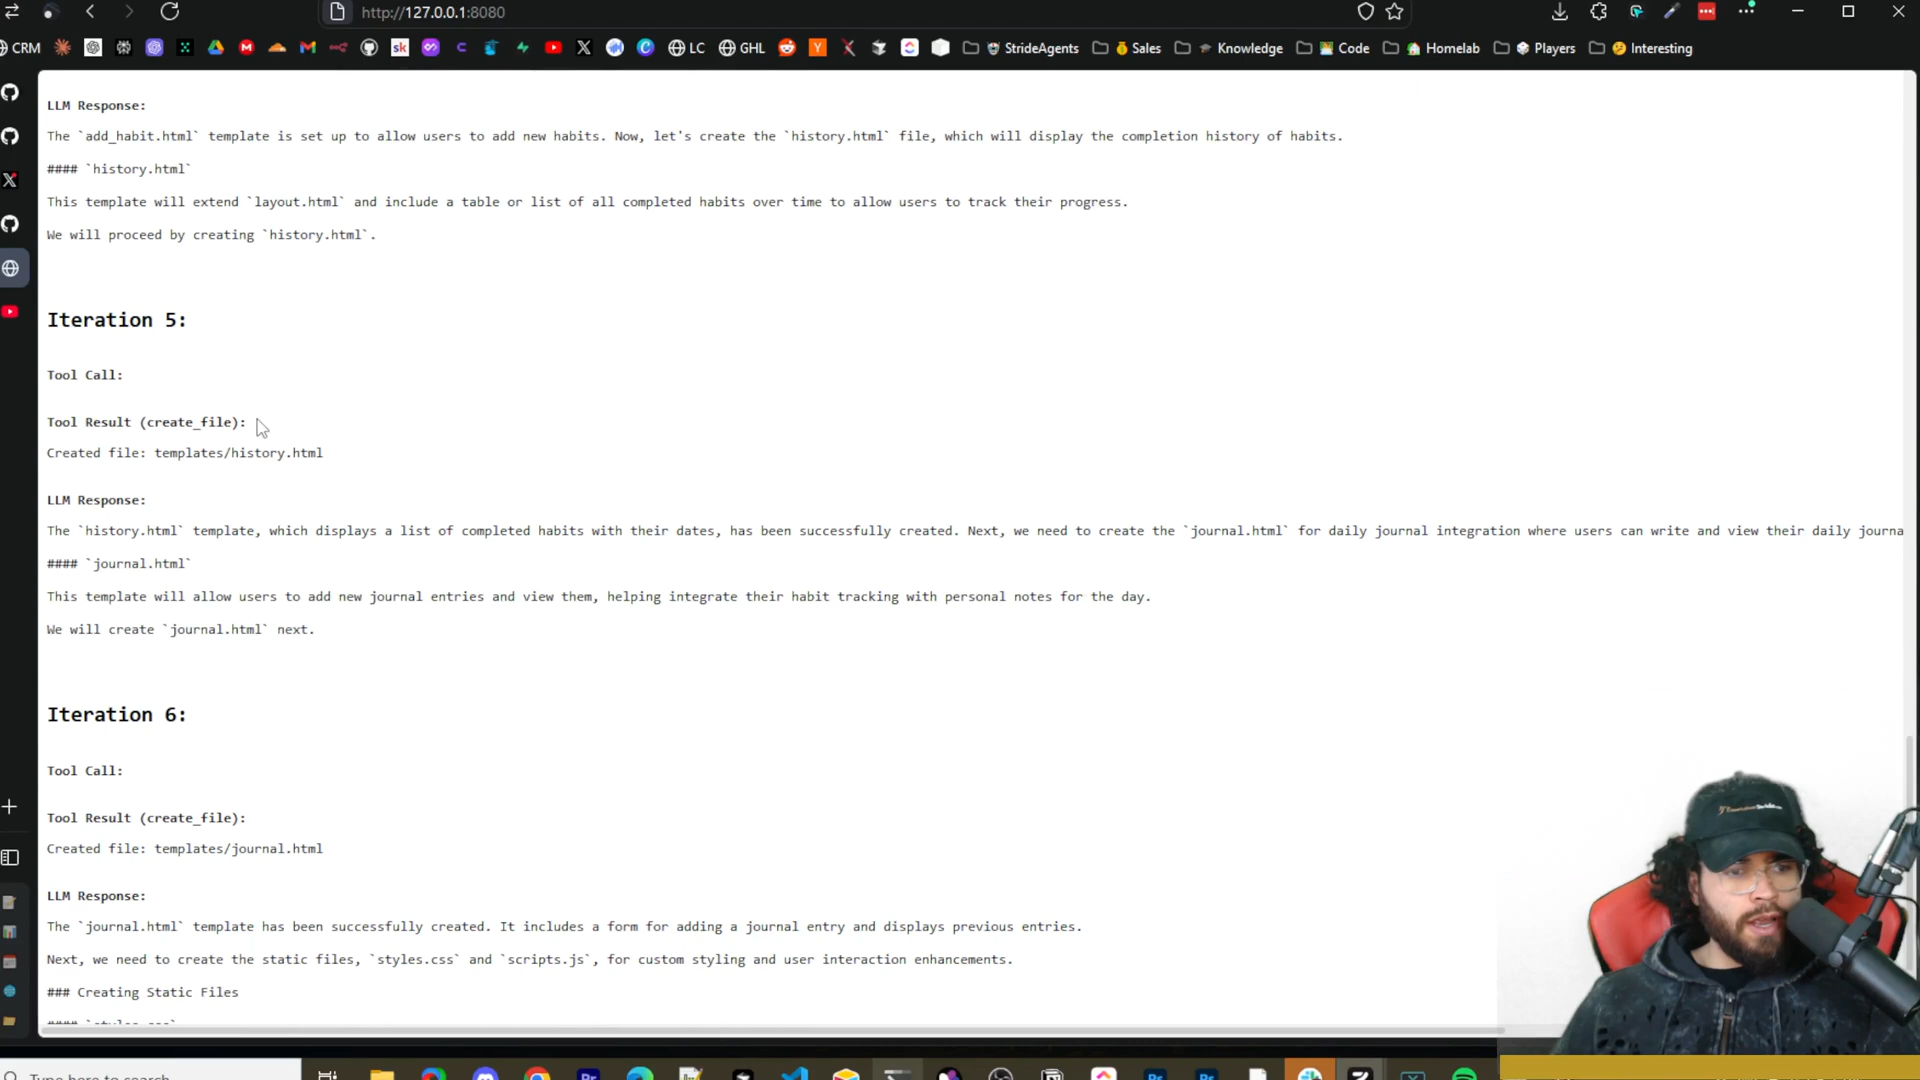 http://127.0.0.1:8080
CRM
LC
GHL
StrideAgents
Sales
Knowledge
Code
Homelab
Players
Interesting
LLM Response:
The `add_habit.html` template is set up to allow users to add new habits. Now, let's create the `history.html` file, which will display the completion history of habits.
#### `history.html`
This template will extend `layout.html` and include a table or list of all completed habits over time to allow users to track their progress.
We will proceed by creating `history.html`.
Iteration 5:
Tool Call:
Tool Result (create_file):
Created file: templates/history.html
LLM Response:
The `history.html` template, which displays a list of completed habits with their dates, has been successfully created. Next, we need to create the `journal.html` for daily journal integration where users can write and view their daily journa
#### `journal.html`
This template will allow users to add new journal entries and view them, helping integrate their habit tracking with personal notes for the day.
We will create `journal.html` next.
Iteration 6:
Tool Call:
Tool Result (create_file):
Created file: templates/journal.html
LLM Response:
The `journal.html` template has been successfully created. It includes a form for adding a journal entry and displays previous entries.
Next, we need to create the static files, `styles.css` and `scripts.js`, for custom styling and user interaction enhancements.
### Creating Static Files
#### `styles.css`
Type here to search